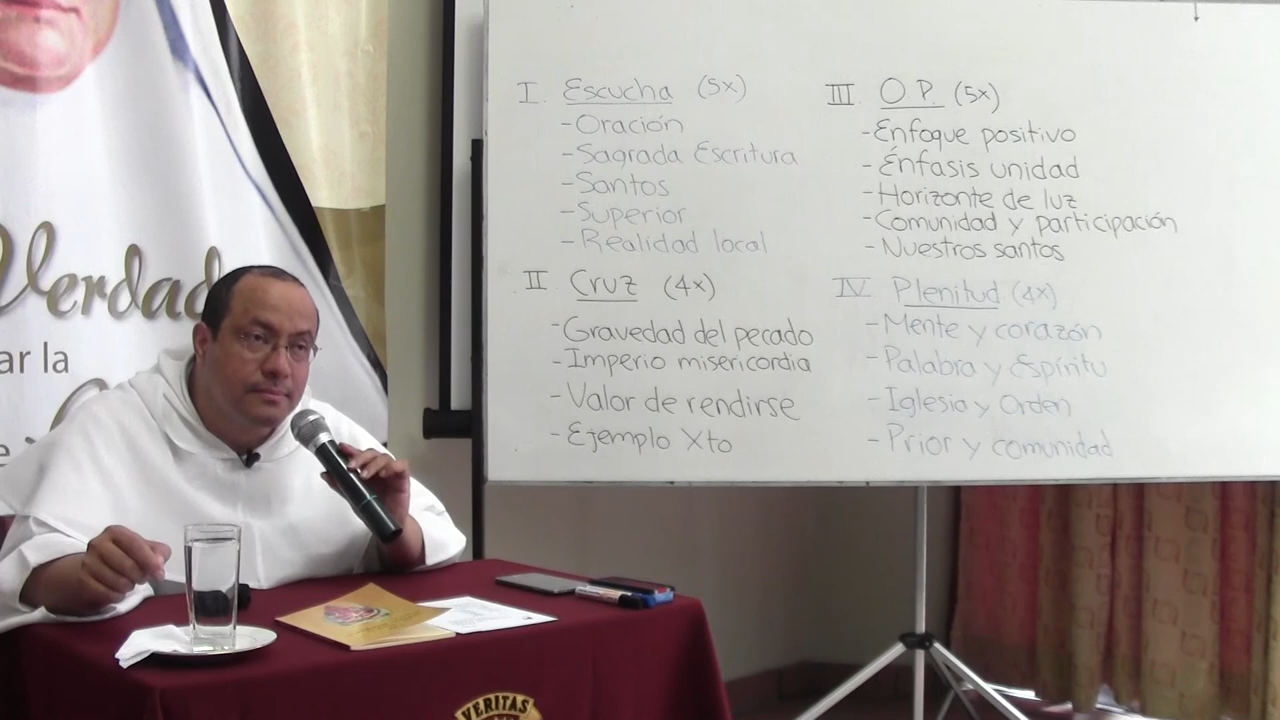 Verdad
ar la
e
I. Escucha (5x)
-Oración
-Sagrada Escritura
-Santos
-Superior
-Realidad local
II Cruz (4x)
-Gravedad del pecado
-Imperio misericordia
-Valor de rendirse
-Ejemplo Xto
III O.P. (5x)
-Enfoque positivo
-Énfasis unidad
-Horizonte de luz
-Comunidad y participación
-Nuestros santos
IV. Plenitud (4x)
-Mente y corazón
-Palabra y Espíritu
-Iglesia y Orden
-Prior y comunidad
VERITAS